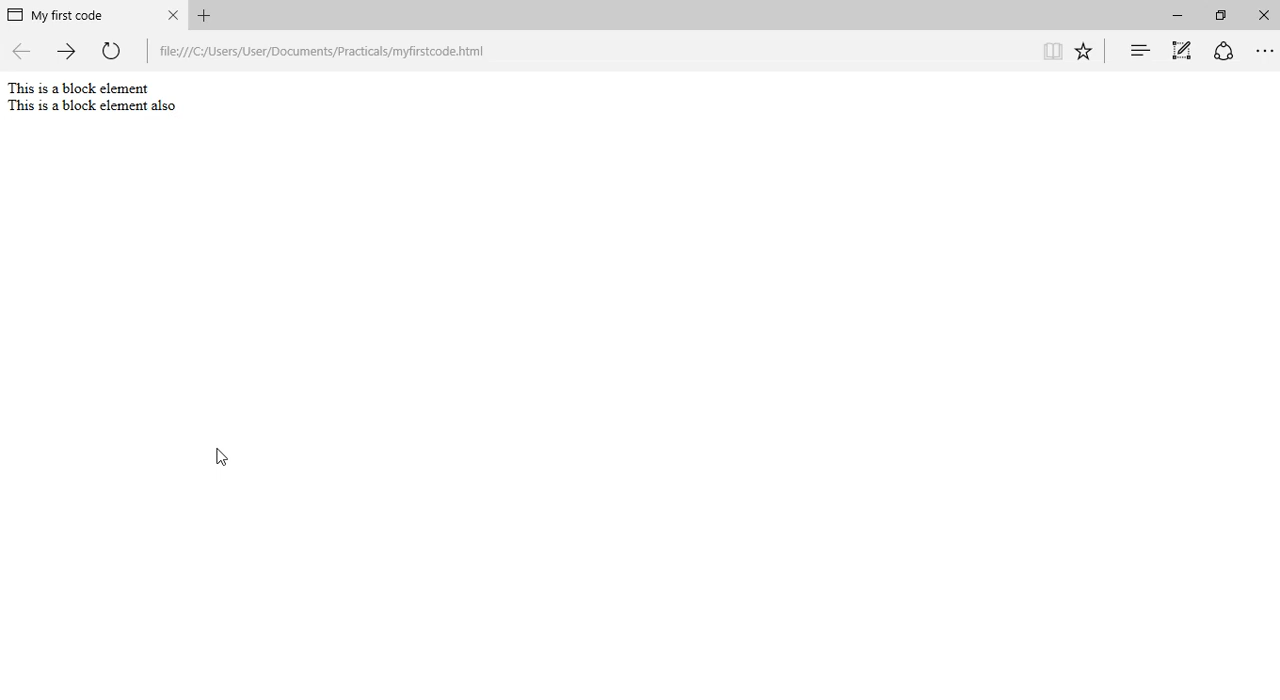 My first code
file:///C:/Users/User/Documents/Practicals/myfirstcode.html
This is a block element
This is a block element also